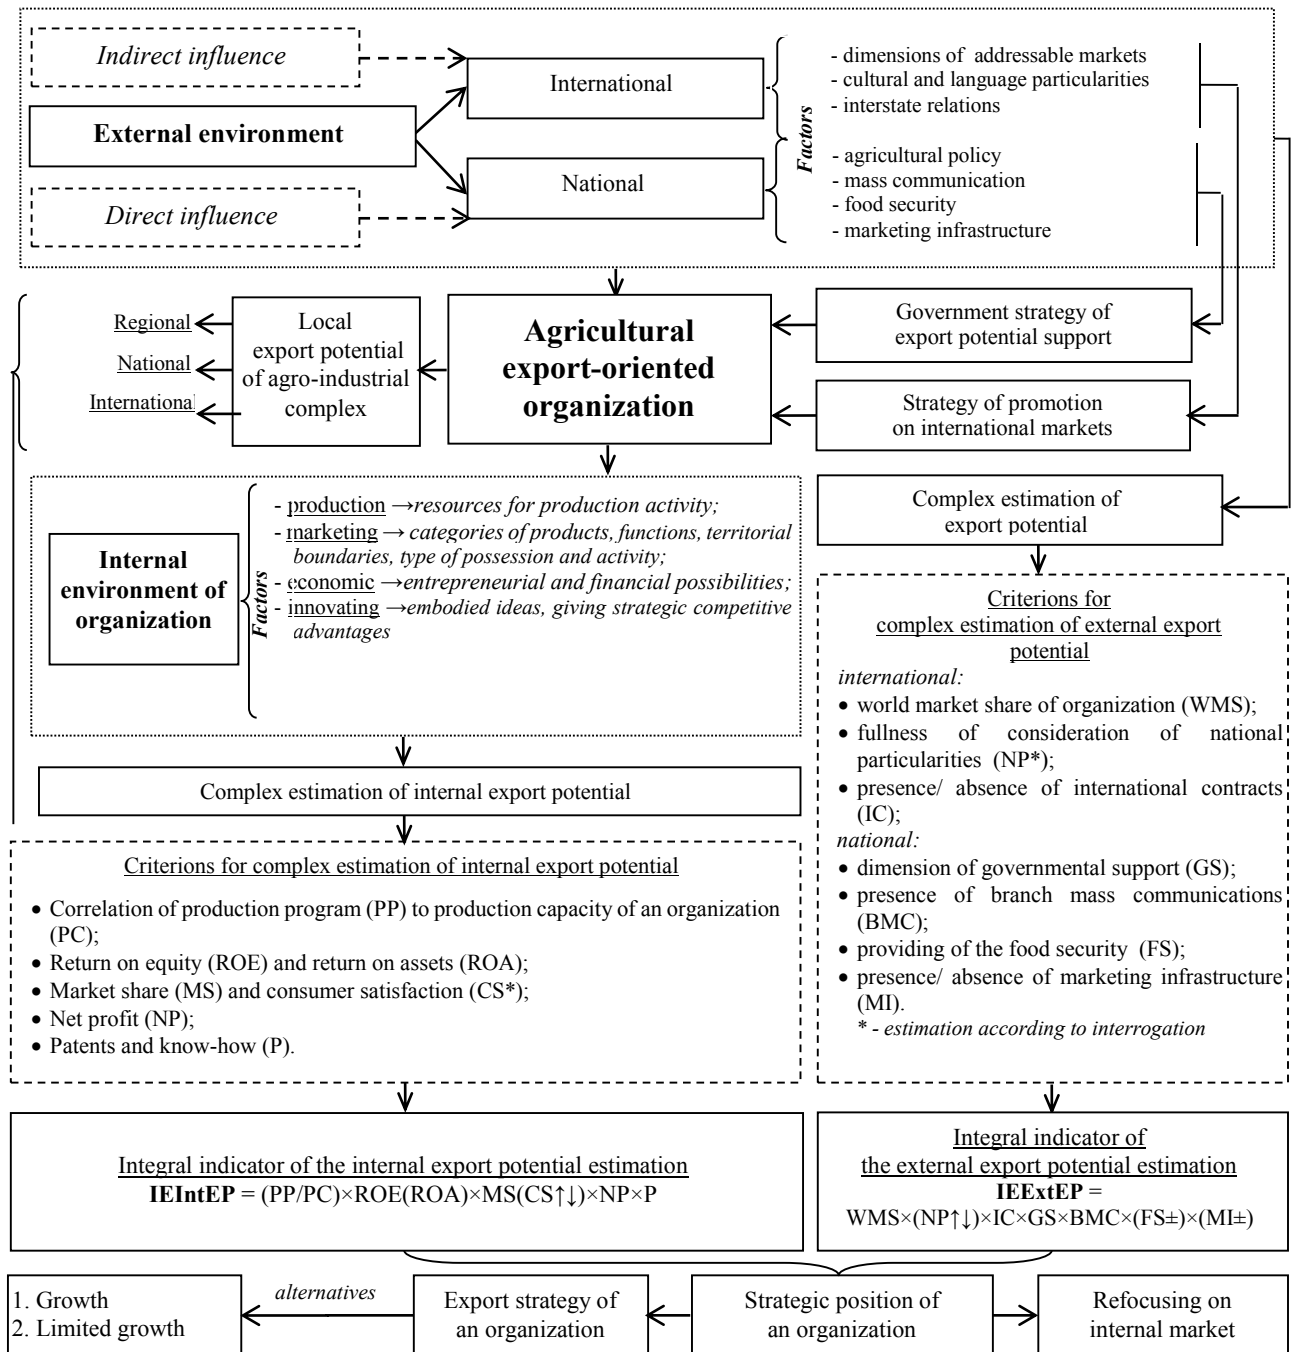 Indirect influence
External environment
Direct influence
International
National
Factors
- dimensions of  addressable markets
- cultural and language particularities
- interstate relations
- agricultural policy
- mass communication
- food security
- marketing infrastructure
Regional
National
International
Local
export potential
of agro-industrial
complex
Agricultural
export-oriented
organization
Government strategy of
export potential support
Strategy of promotion
on international markets
Complex estimation of
export potential
Internal
environment of
organization
Factors
- production →resources for production activity;
- marketing → categories of products, functions, territorial
boundaries, type of possession and activity;
- economic →entrepreneurial and financial possibilities;
- innovating →embodied ideas, giving strategic competitive
advantages
Complex estimation of internal export potential
Criterions for complex estimation of internal export potential
• Correlation of production program (PP) to production capacity of an organization
(PC);
• Return on equity (ROE) and return on assets (ROA);
• Market share (MS) and consumer satisfaction (CS*);
• Net profit (NP);
• Patents and know-how (P).
Criterions for
complex estimation of external export
potential
international:
• world market share of organization (WMS);
• fullness of consideration of national
particularities (NP*);
• presence/ absence of international contracts
(IC);
national:
• dimension of governmental support (GS);
• presence of branch mass communications
(BMC);
• providing of the food security (FS);
• presence/ absence of marketing infrastructure
(MI).
* - estimation according to interrogation
Integral indicator of the internal export potential estimation
IEIntEP = (PP/PC)×ROE(ROA)×MS(CS↑↓)×NP×P
Integral indicator of
the external export potential estimation
IEExtEP =
WMS×(NP↑↓)×IC×GS×BMC×(FS±)×(MI±)
1. Growth
2. Limited growth
alternatives
Export strategy of
an organization
Strategic position of
an organization
Refocusing on
internal market